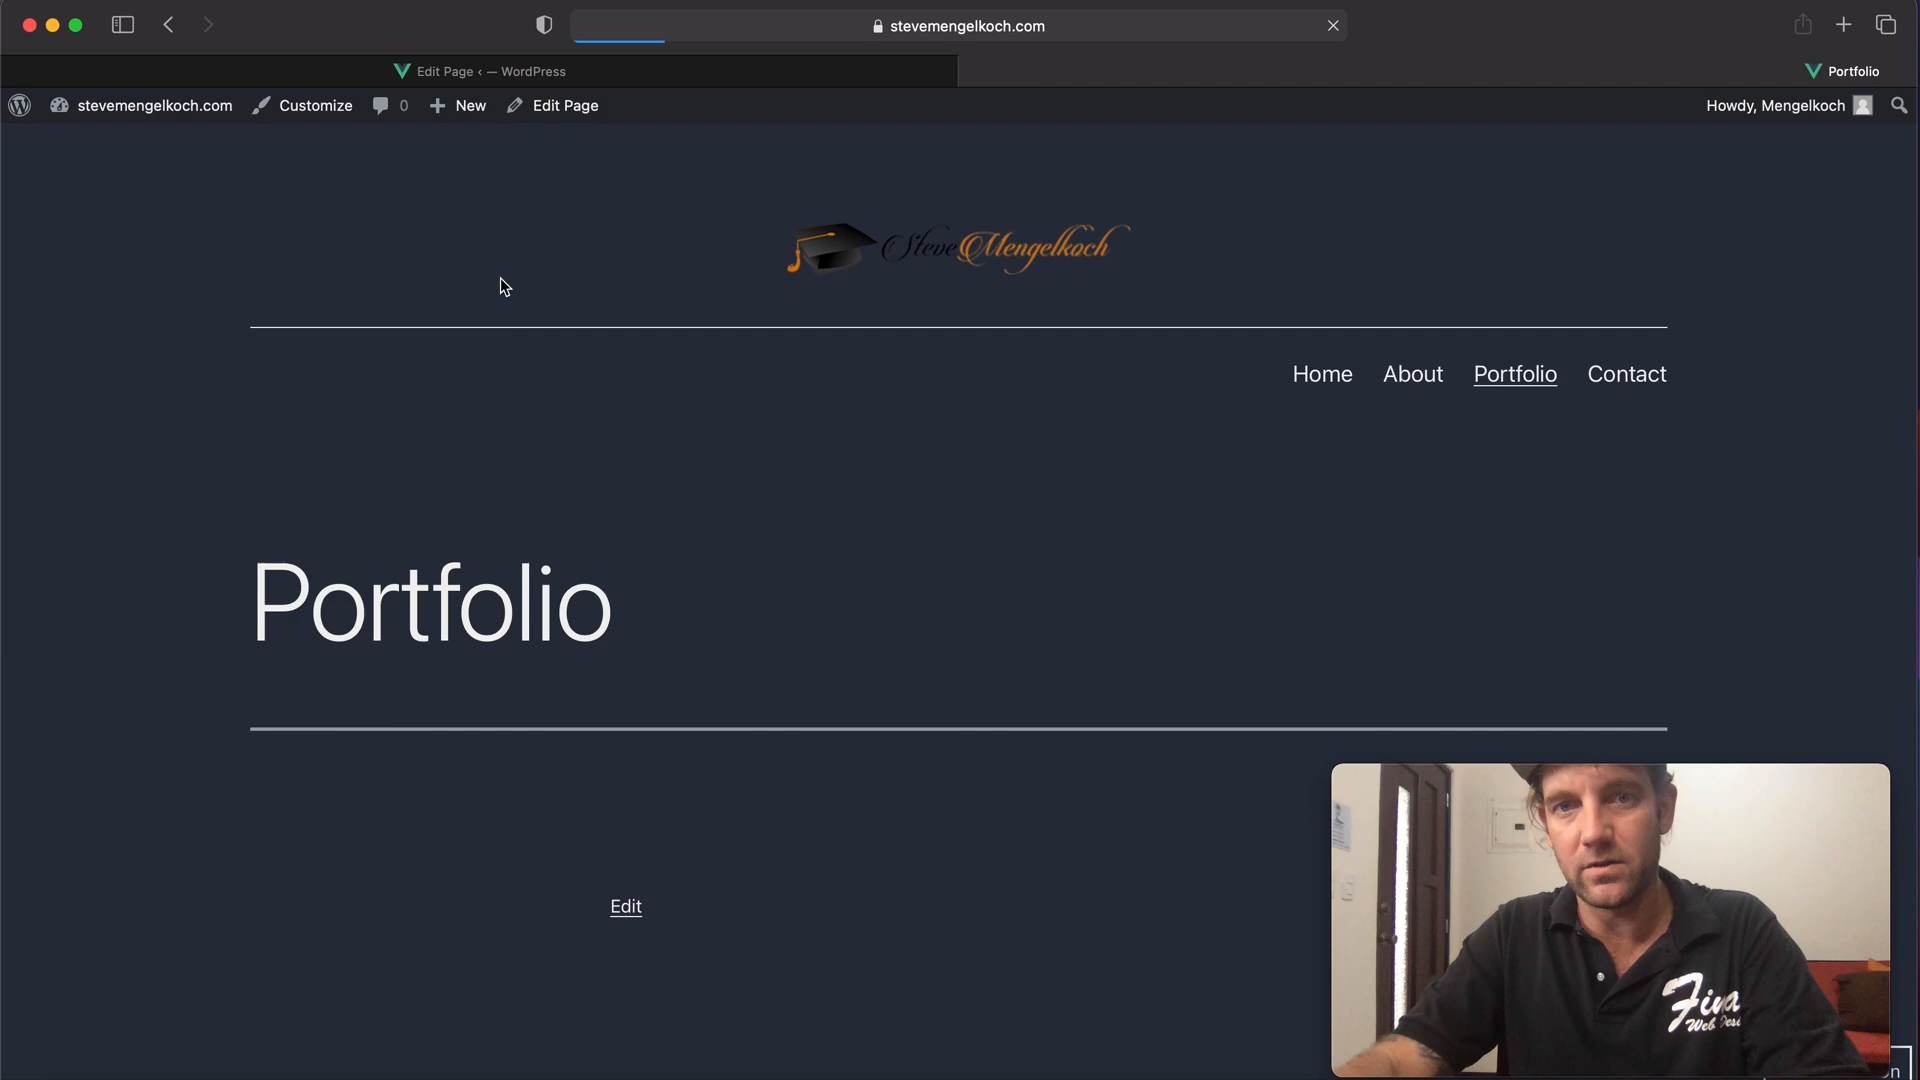 stevemengelkoch.com
Edit Page ‹ — WordPress
Portfolio
stevemengelkoch.com Customize 0 New Edit Page
Howdy, Mengelkoch
Steve Mengelkoch
Home About Portfolio Contact
Portfolio
Edit